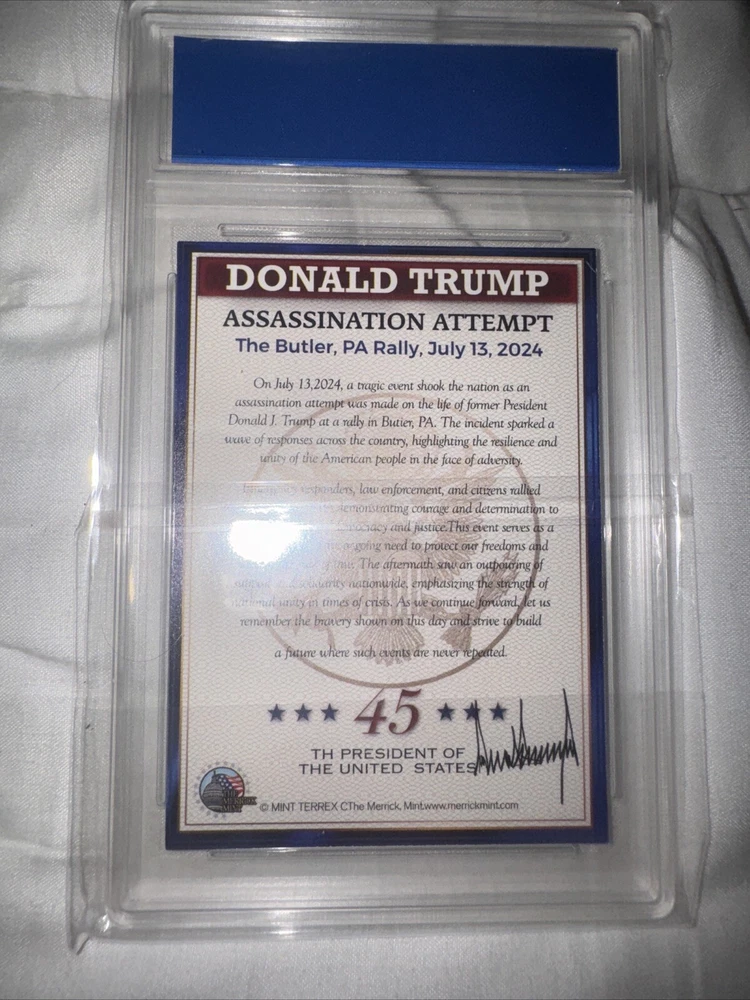 DONALD TRUMP
ASSASSINATION ATTEMPT
The Butler, PA Rally, July 13, 2024
On July 13,2024, a tragic event shook the nation as an
assassination attempt was made on the life of former President
Donald J. Trump at a rally in Butler, PA. The incident sparked a
wave of responses across the country, highlighting the resilience and
unity of the American people in the face of adversity.
responders, law enforcement, and citizens rallied
demonstrating courage and determination to
and justice.This event serves as a
need to protect our freedoms and
The aftermath saw an outpouring of
solidarity nationwide, emphasizing the strength of
national unity in times of crisis. As we continue forward, let us
remember the bravery shown on this day and strive to build
a future where such events are never repeated.
45
TH PRESIDENT OF
THE UNITED STATES
© MINT TERREX CThe Merrick, Mint.www.merrickmint.com